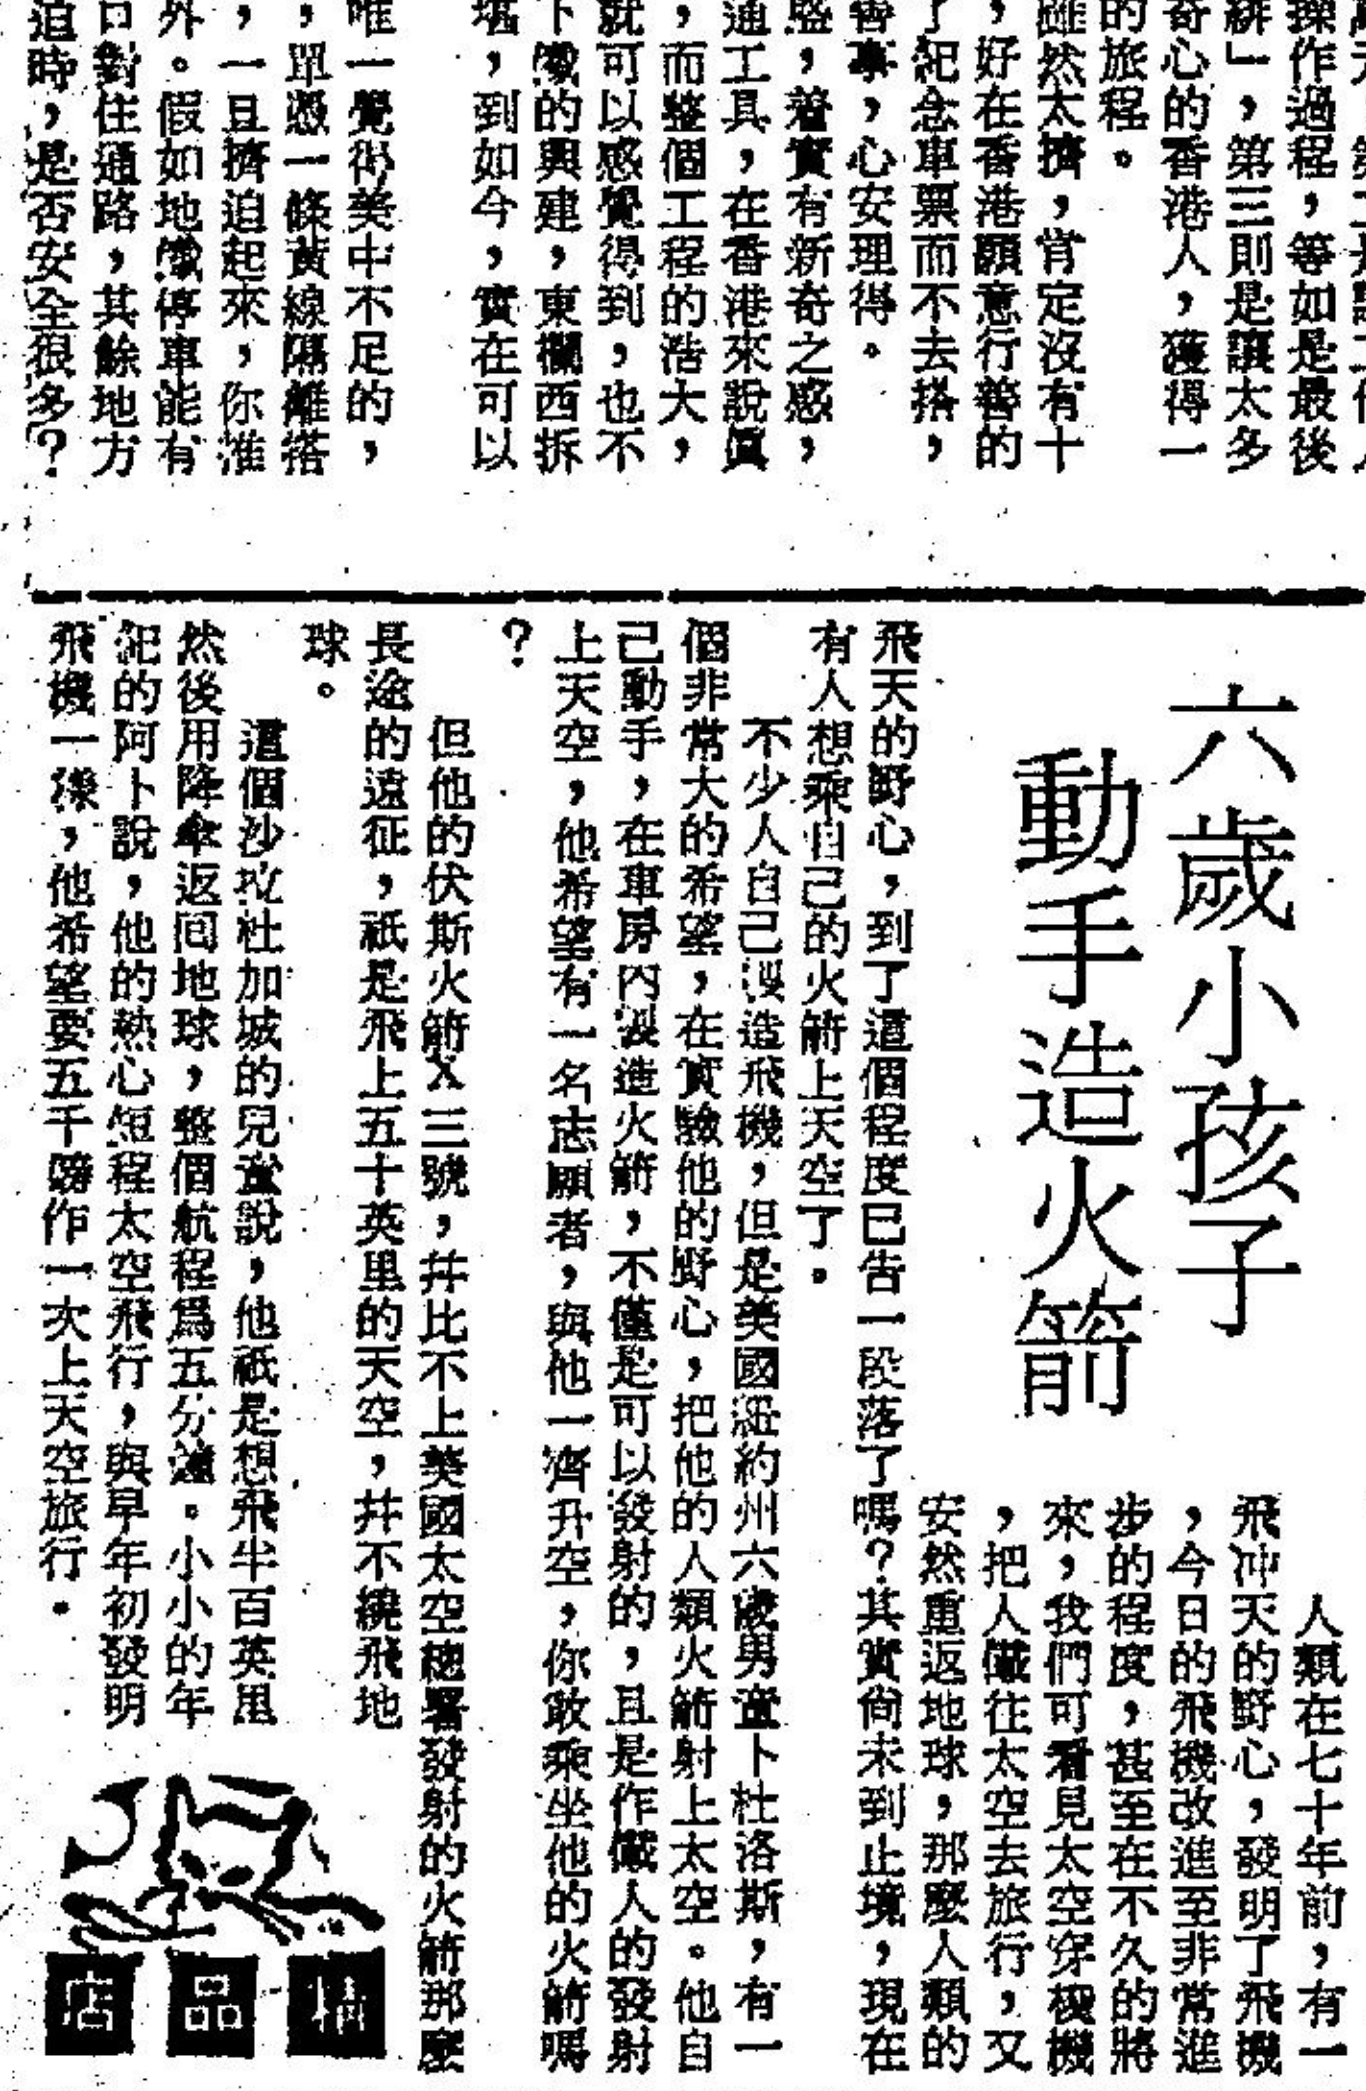 操作過程，等如是最後
」，第三則是讓太多
奇心的香港人，獲得一
的旅程。
雖然太擠，肯定沒有十
，好在香港願意行善的
了紀念車票而不去搭，
善事，心安理得。
盛，着實有新奇之感，
通工具，在香港來說眞
，而整個工程的浩大，
就可以感覺得到，也不
下鐵的興建，東欄西拆
堪，到如今，實在可以
唯一覺得美中不足的，
，單憑一條黃線隔離搭
，一旦擠迫起來，你推
外。假如地鐵停車能有
口對住通路，其餘地方
迫時，是否安全很多？
六歲小孩子
動手造火箭
人類在七十年前，有一
飛冲天的野心，發明了飛機
，今日的飛機改進至非常進
步的程度，甚至在不久的將
來，我們可看見太空穿梭機
，把人儎往太空去旅行，又
安然重返地球，那麼人類的
飛天的野心，到了這個程度已告一段落了嗎？其實尙未到止境，現在
有人想乘自己的火箭上天空了。
不少人自己製造飛機，但是美國紐約州六歲男童卜杜洛斯，有一
個非常大的希望，在實驗他的野心，把他的人類火箭射上太空。他自
己動手，在車房內製造火箭，不僅是可以發射的，且是作儎人的發射
上天空，他希望有一名志願者，與他一齊升空，你敢乘坐他的火箭嗎
？
但他的伏斯火箭X三號，幷比不上美國太空總署發射的火箭那麼
長途的遠征，祇是飛上五十英里的天空，幷不繞飛地
球。
這個沙攻杜加城的兒童說，他祇是想飛半百英里
然後用降傘返囘地球，整個航程爲五分鐘。小小的年
紀的阿卜說，他的熱心短程太空飛行，與早年初發明
飛機一樣，他希望要五千鎊作一次上天空旅行。
精品店